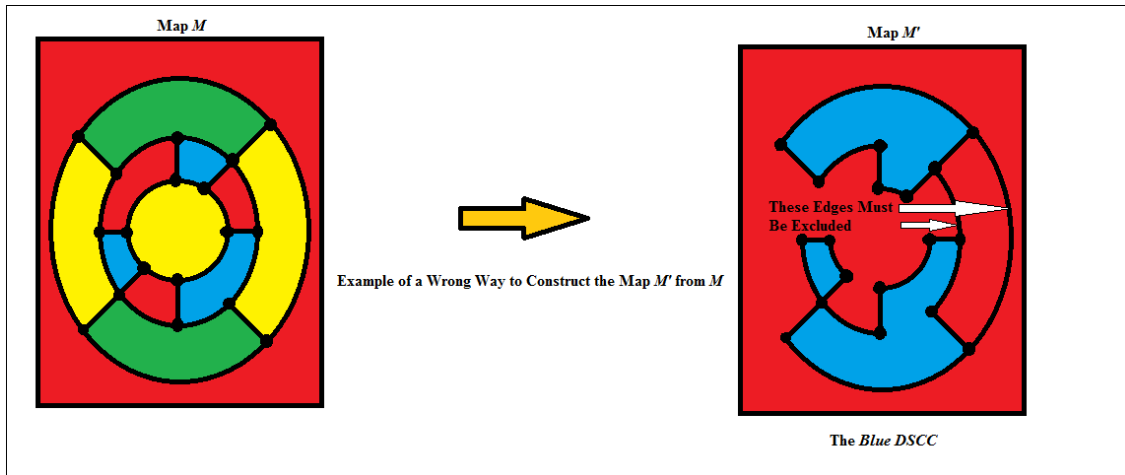 Map M
Map M'
These Edges Must
Be Excluded
Example of a Wrong Way to Construct the Map M' from M
The Blue DSCC